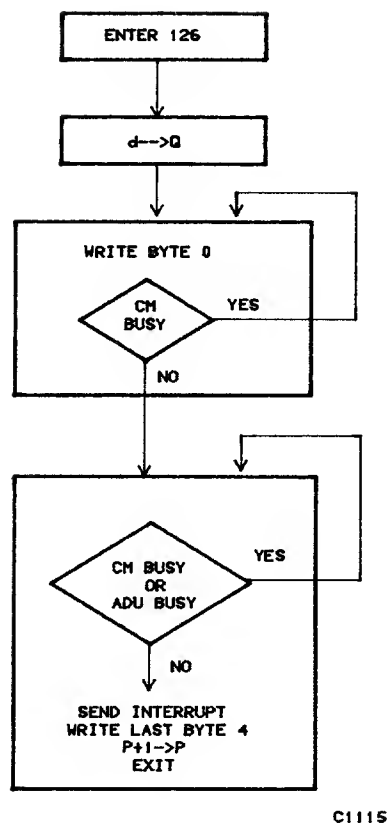 ENTER 126
d-->Q
WRITE BYTE 0
CM
BUSY
YES
NO
CM BUSY
OR
ADU BUSY
YES
NO
SEND INTERRUPT
WRITE LAST BYTE 4
P+1->P
EXIT
C1115